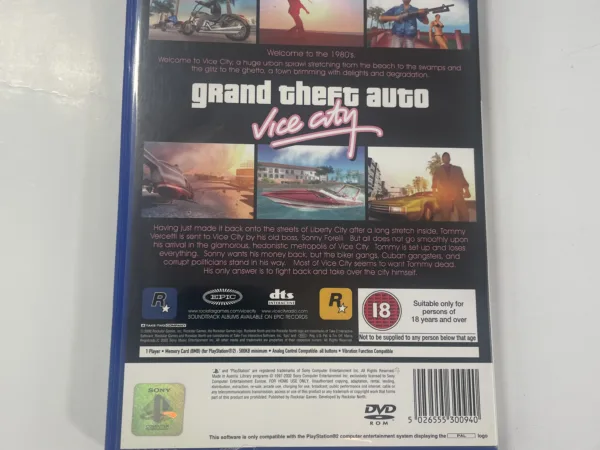 Welcome to the 1980's.
Welcome to Vice City, a huge urban sprawl stretching from the beach to the swamps and
the glitz to the ghetto, a town brimming with delights and degradation.
grand theft auto
Vice City
Having just made it back onto the streets of Liberty City after a long stretch inside, Tommy
Vercetti is sent to Vice City by his old boss, Sonny Forelli. But all does not go smoothly upon
his arrival in the glamorous, hedonistic metropolis of Vice City. Tommy is set up and loses
everything. Sonny wants his money back, but the biker gangs, Cuban gangsters, and
corrupt politicians stand in his way. Most of Vice City seems to want Tommy dead.
His only answer is to fight back and take over the city himself.
R
EPIC
dts
INTERACTIVE
R
18
Suitable only for
persons of
18 years and over
Not to be supplied to any person below that age
www.rockstargames.com/vicecity
www.epicrecords.com
SOUNDTRACK ALBUMS AVAILABLE ON EPIC RECORDS
1 Player • Memory Card (8MB) (for PlayStation®2) : 500KB minimum • Analog Control Compatible: all buttons • Vibration Function Compatible
SONY
DVD
ROM
5 026555 300940
This software is only compatible with the PlayStation®2 computer entertainment system displaying the PAL logo